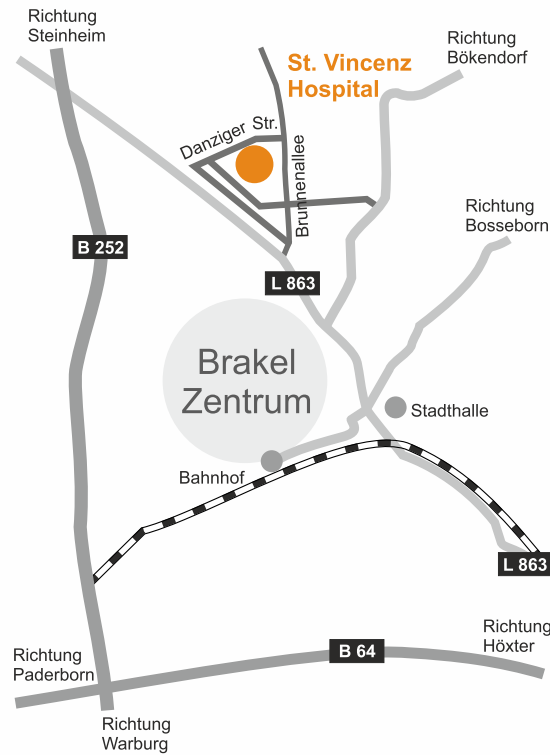 Richtung
Steinheim
St. Vincenz
Hospital
Richtung
Bökendorf
Danziger Str.
Brunnenallee
Richtung
Bosseborn
B 252
L 863
Brakel
Zentrum
Stadthalle
Bahnhof
L 863
Richtung
Höxter
B 64
Richtung
Paderborn
Richtung
Warburg